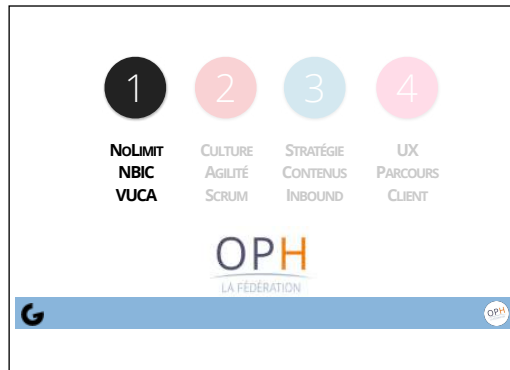 1 2 3 4
NoLimit Culture Stratégie UX
NBIC Agilité Contenus Parcours
VUCA Scrum Inbound Client
OPH
LA FÉDÉRATION
G OPH